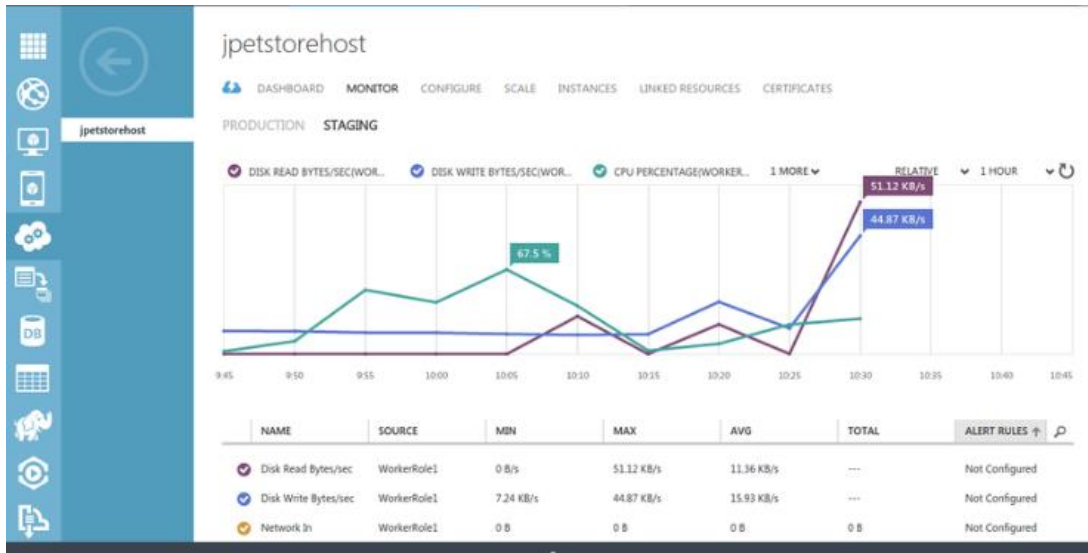 jpetstorehost
DASHBOARD MONITOR CONFIGURE SCALE INSTANCES LINKED RESOURCES CERTIFICATES
jpetstorehost
PRODUCTION STAGING
DISK READ BYTES/SEC(WOR... DISK WRITE BYTES/SEC(WOR... CPU PERCENTAGE(WORKER... 1 MORE RELATIVE 1 HOUR
51.12 KB/s
44.87 KB/s
67.5 %
DB
9:45 9:50 9:55 10:00 10:05 10:10 10:15 10:20 10:25 10:30 10:35 10:40 10:45
NAME SOURCE MIN MAX AVG TOTAL ALERT RULES
Disk Read Bytes/sec WorkerRole1 0 B/s 51.12 KB/s 11.36 KB/s --- Not Configured
Disk Write Bytes/sec WorkerRole1 7.24 KB/s 44.87 KB/s 15.93 KB/s --- Not Configured
Network In WorkerRole1 0 B 0 B 0 B 0 B Not Configured